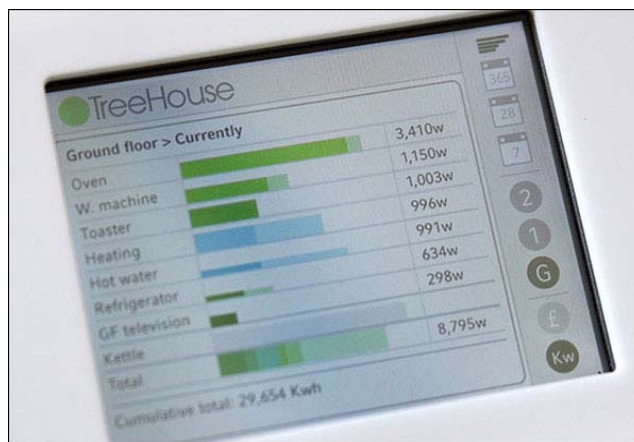 TreeHouse
Ground floor > Currently
Oven 3,410w
W. machine 1,150w
Toaster 1,003w
Heating 996w
Hot water 991w
Refrigerator 634w
GF television 298w
Kettle
Total 8,795w
Cumulative total: 29,654 Kwh
365
28
7
2
1
G
£
Kw